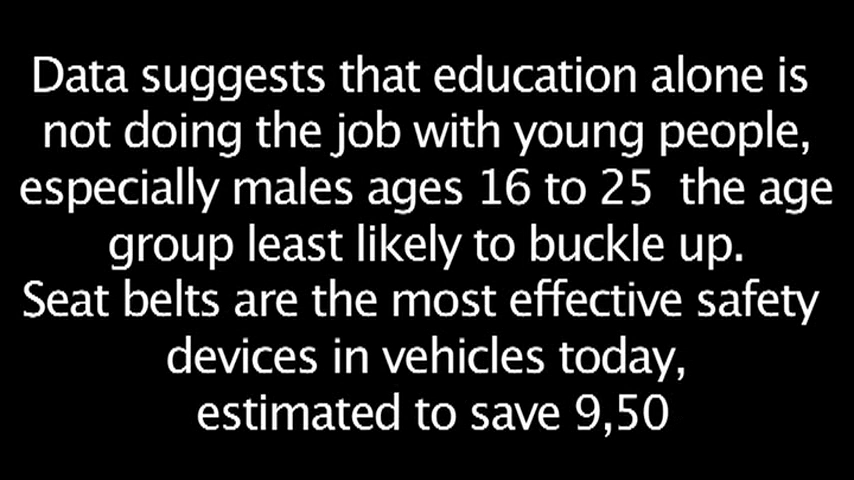 Data suggests that education alone is
not doing the job with young people,
especially males ages 16 to 25 the age
group least likely to buckle up.
Seat belts are the most effective safety
devices in vehicles today,
estimated to save 9,50